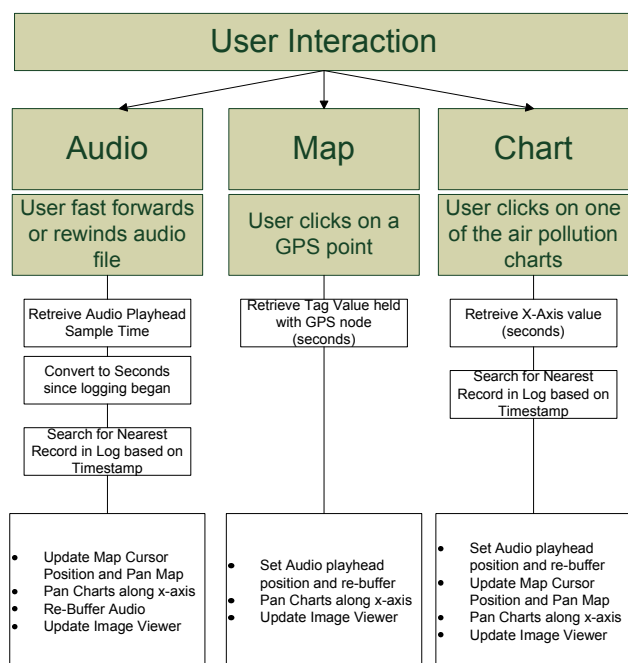 User Interaction
Audio
User fast forwards
or rewinds audio
file
Retreive Audio Playhead
Sample Time
Convert to Seconds
since logging began
Search for Nearest
Record in Log based on
Timestamp
• Update Map Cursor
Position and Pan Map
• Pan Charts along x-axis
• Re-Buffer Audio
• Update Image Viewer
Map
User clicks on a
GPS point
Retrieve Tag Value held
with GPS node
(seconds)
• Set Audio playhead
position and re-buffer
• Pan Charts along x-axis
• Update Image Viewer
Chart
User clicks on one
of the air pollution
charts
Retreive X-Axis value
(seconds)
Search for Nearest
Record in Log based on
Timestamp
• Set Audio playhead
position and re-buffer
• Update Map Cursor
Position and Pan Map
• Pan Charts along x-axis
• Update Image Viewer